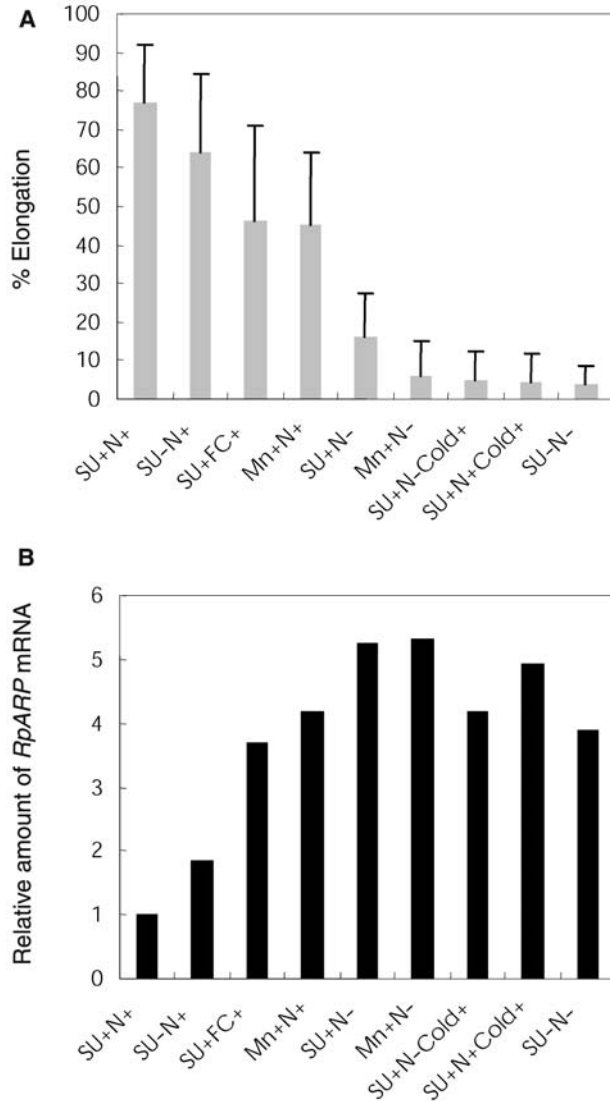 A
100
90
80
70
60
50
40
30
20
10
0
% Elongation
SU+N+
SU−N+
SU+FC+
Mn+N+
SU+N−
Mn+N−
SU+N−Cold+
SU+N+Cold+
SU−N−
B
6
5
4
3
2
1
0
Relative amount of RpARP mRNA
SU+N+
SU−N+
SU+FC+
Mn+N+
SU+N−
Mn+N−
SU+N−Cold+
SU+N+Cold+
SU−N−